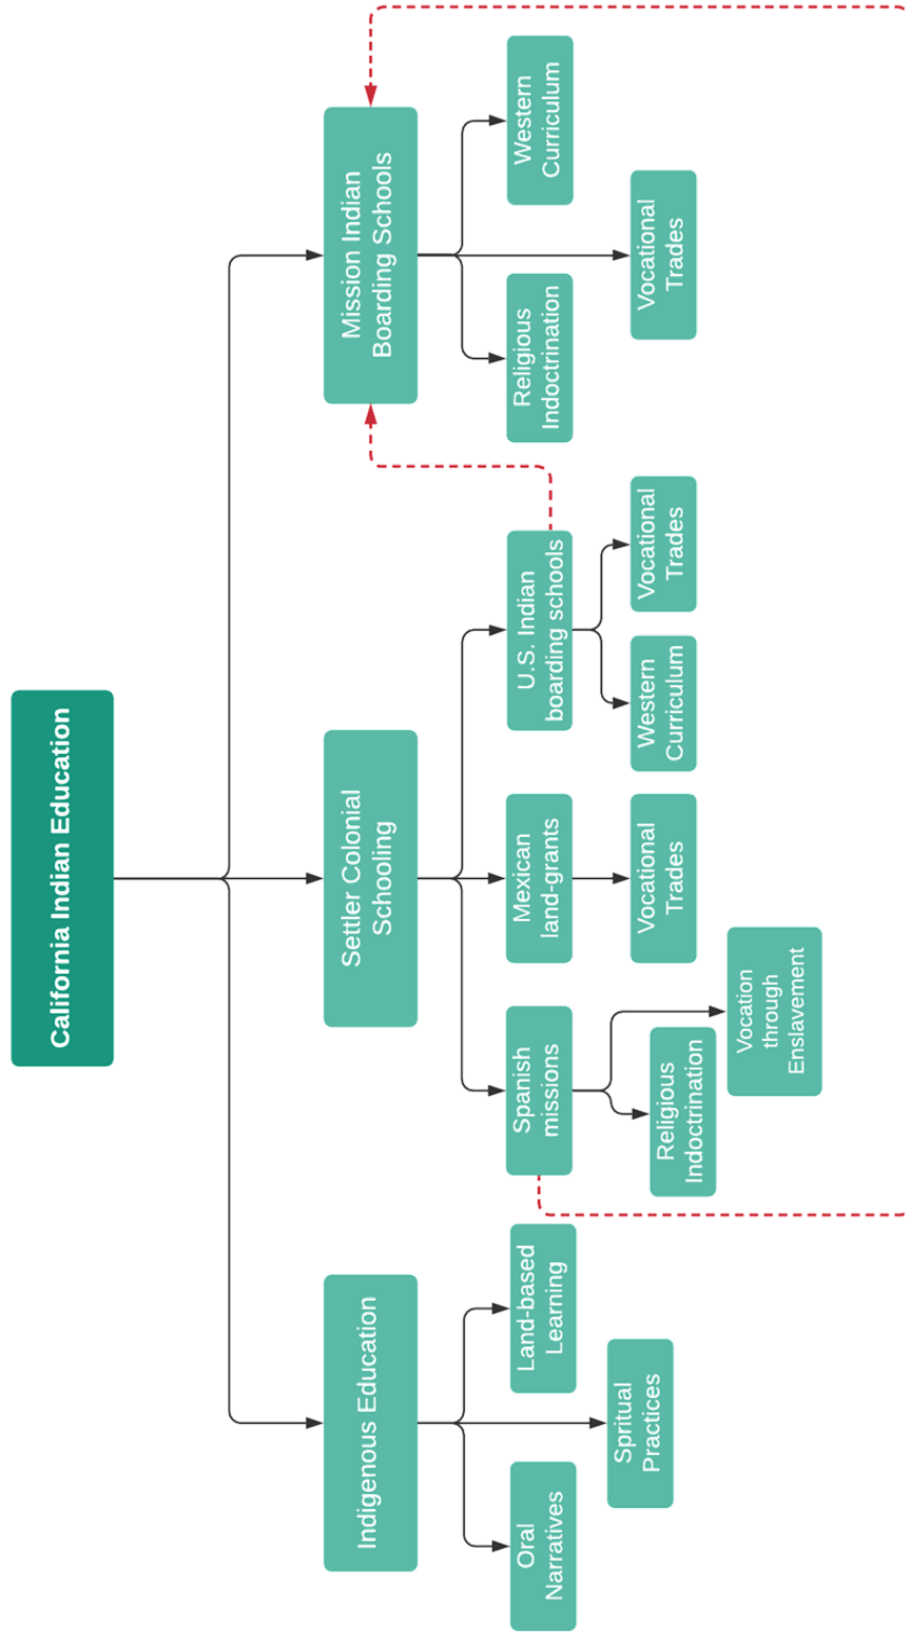 California Indian Education
Indigenous Education
Settler Colonial
Schooling
Mission Indian
Boarding Schools
Oral
Narratives
Spritual
Practices
Land-based
Learning
Spanish
missions
Religious
Indoctrination
Vocation
through
Enslavement
Mexican
land-grants
Vocational
Trades
U.S. Indian
boarding schools
Western
Curriculum
Vocational
Trades
Religious
Indoctrination
Vocational
Trades
Western
Curriculum